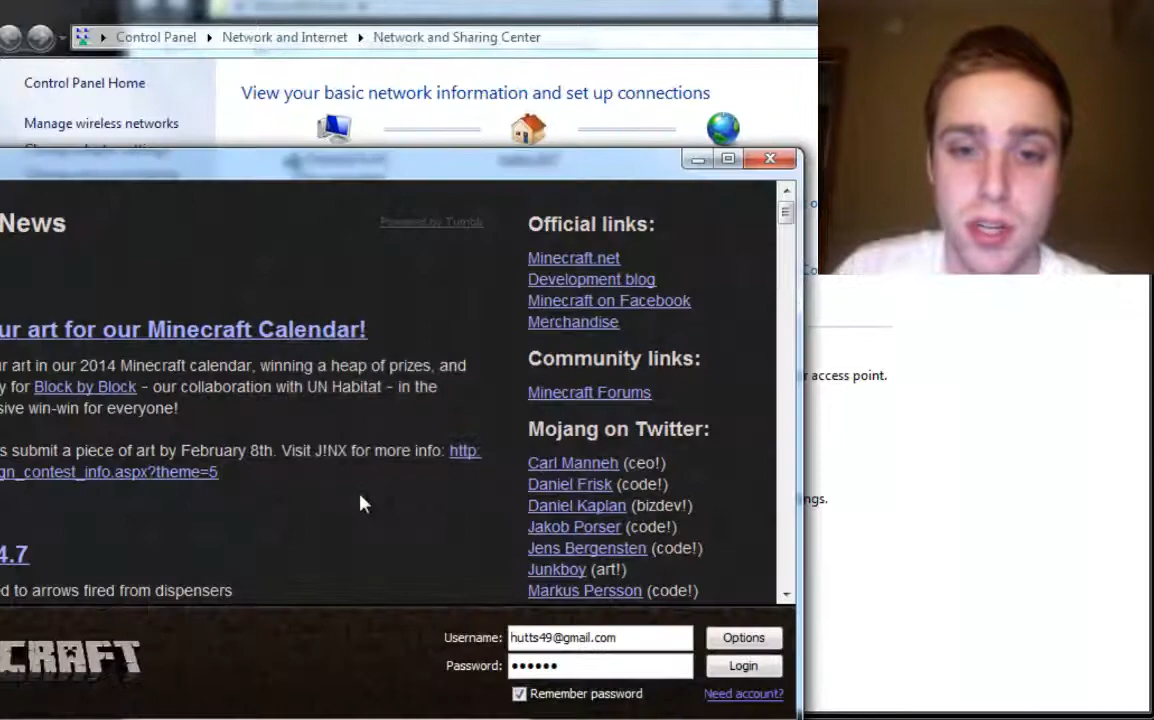 Control Panel ▸ Network and Internet ▸ Network and Sharing Center
Control Panel Home
View your basic network information and set up connections
Manage wireless networks
News
Powered by Tumblr
ur art for our Minecraft Calendar!
ur art in our 2014 Minecraft calendar, winning a heap of prizes, and
y for Block by Block – our collaboration with UN Habitat – in the
sive win-win for everyone!
s submit a piece of art by February 8th. Visit J!NX for more info: http:
gn_contest_info.aspx?theme=5
4.7
ed to arrows fired from dispensers
Official links:
Minecraft.net
Development blog
Minecraft on Facebook
Merchandise
Community links:
Minecraft Forums
Mojang on Twitter:
Carl Manneh (ceo!)
Daniel Frisk (code!)
Daniel Kaplan (bizdev!)
Jakob Porser (code!)
Jens Bergensten (code!)
Junkboy (art!)
Markus Persson (code!)
r access point.
ngs.
CRAFT
Username: hutts49@gmail.com Options
Password: •••••• Login
Remember password Need account?